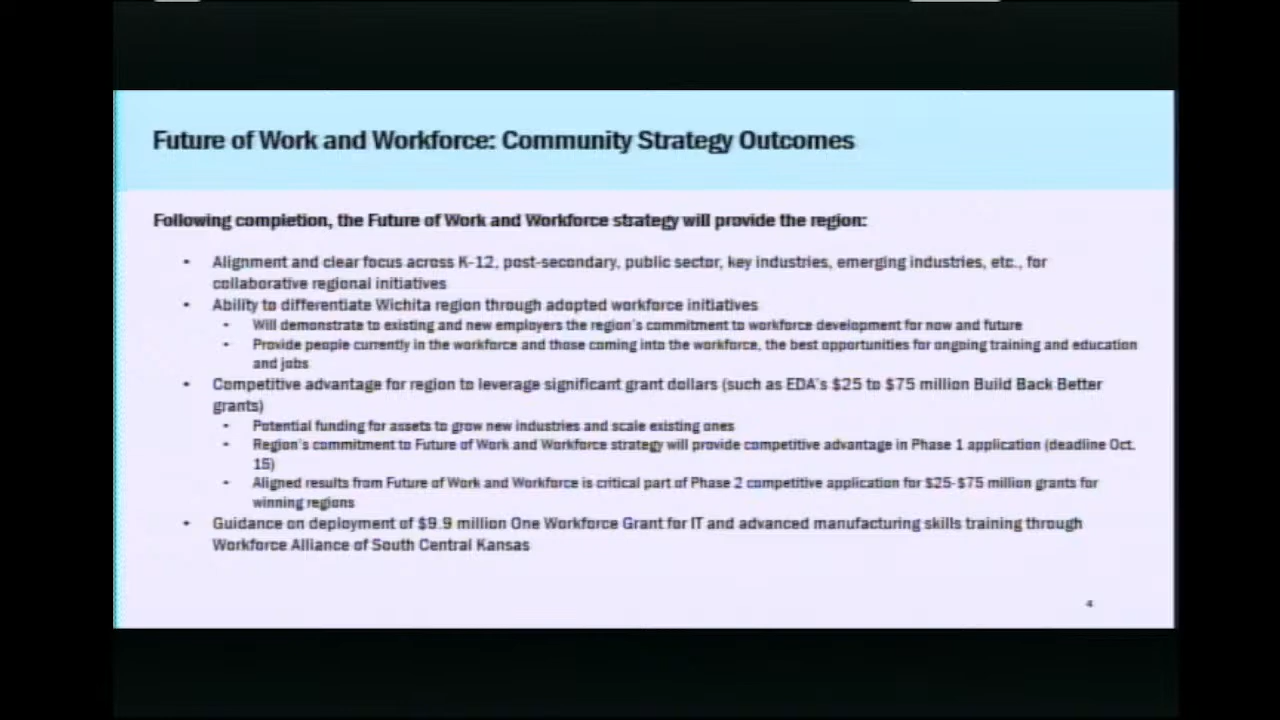 Future of Work and Workforce: Community Strategy Outcomes
Following completion, the Future of Work and Workforce strategy will provide the region:
• Alignment and clear focus across K-12, post-secondary, public sector, key industries, emerging industries, etc., for
collaborative regional initiatives
• Ability to differentiate Wichita region through adopted workforce initiatives
• Will demonstrate to existing and new employers the region's commitment to workforce development for now and future
• Provide people currently in the workforce and those coming into the workforce, the best opportunities for ongoing training and education
and jobs
• Competitive advantage for region to leverage significant grant dollars (such as EDA's $25 to $75 million Build Back Better
grants)
• Potential funding for assets to grow new industries and scale existing ones
• Region's commitment to Future of Work and Workforce strategy will provide competitive advantage in Phase 1 application (deadline Oct.
15)
• Aligned results from Future of Work and Workforce is critical part of Phase 2 competitive application for $25-$75 million grants for
winning regions
• Guidance on deployment of $9.9 million One Workforce Grant for IT and advanced manufacturing skills training through
Workforce Alliance of South Central Kansas
4